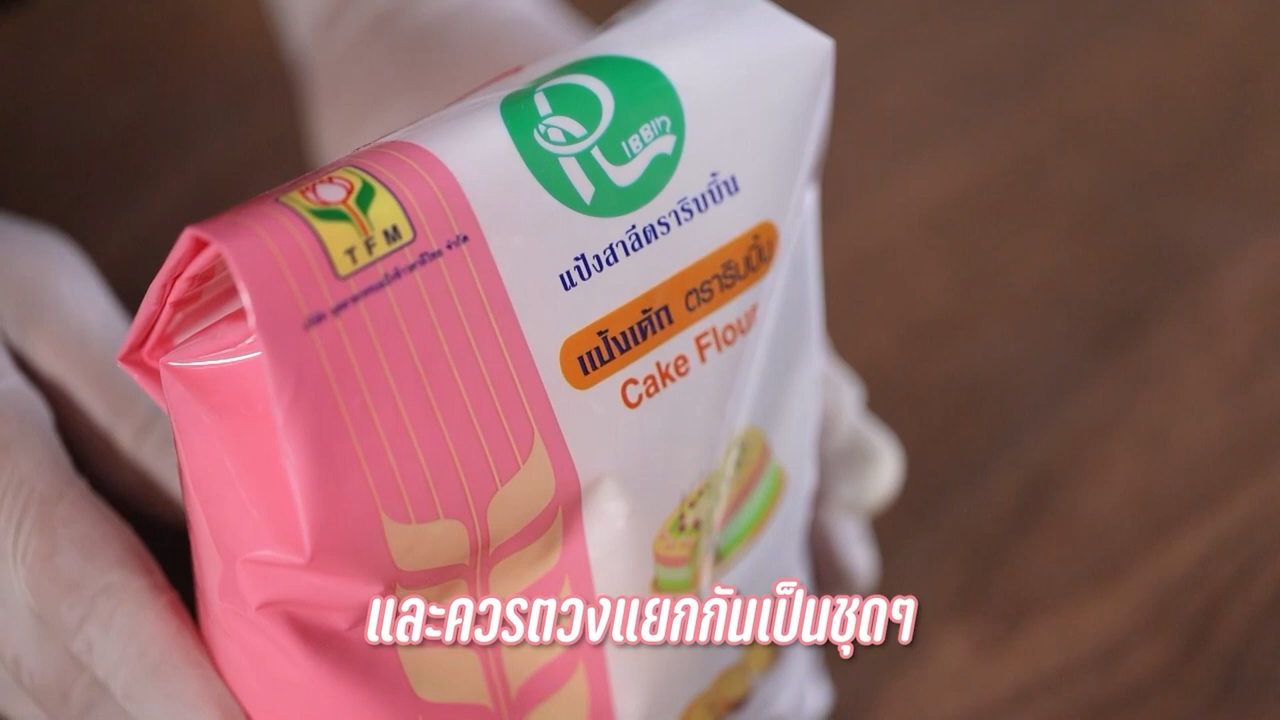 RIBBIN
แป้งสาลีตราริบบิ้น
แป้งเค้ก ตราริบบิ้น
Cake Flour
TFM
และควรตวงแยกกันเป็นชุดๆ